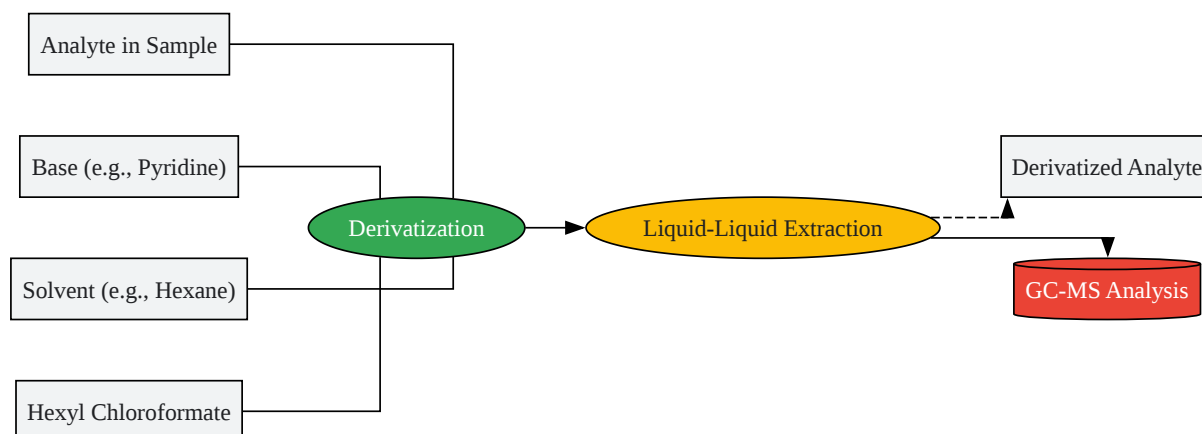 Analyte in Sample
Base (e.g., Pyridine)
Solvent (e.g., Hexane)
Hexyl Chloroformate
Derivatization
Liquid-Liquid Extraction
Derivatized Analyte
GC-MS Analysis